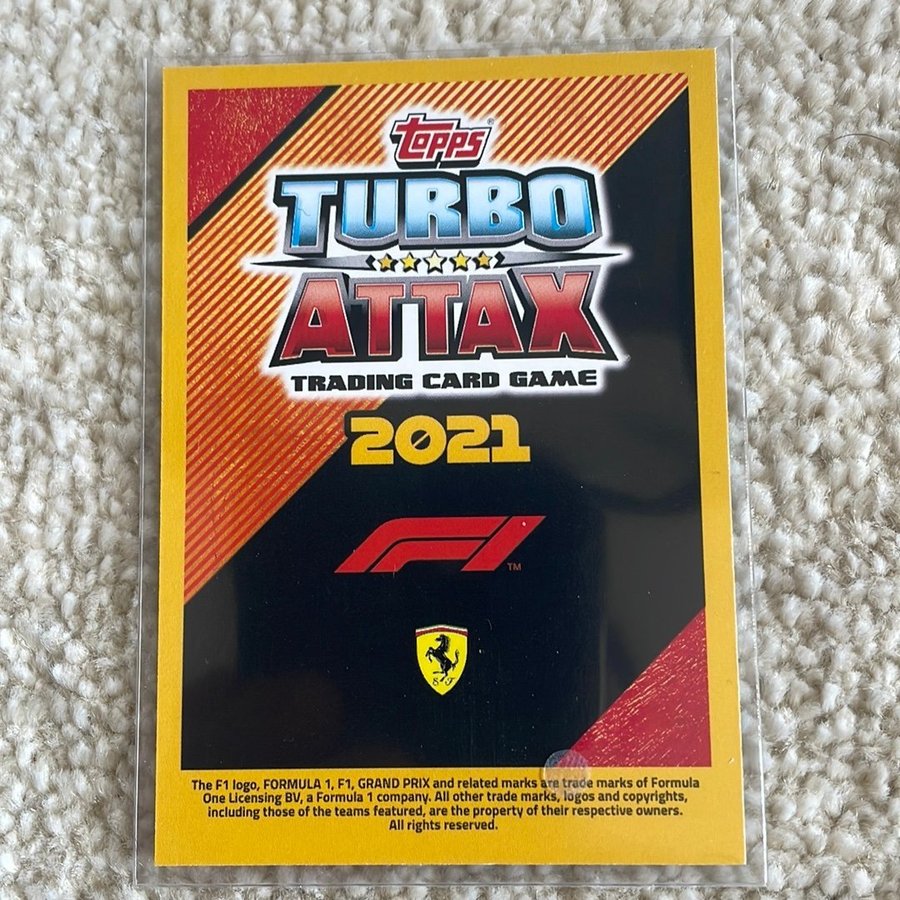 Topps®
TURBO
ATTAX
TRADING CARD GAME
2021
F1™
S F
The F1 logo, FORMULA 1, F1, GRAND PRIX and related marks are trade marks of Formula
One Licensing BV, a Formula 1 company. All other trade marks, logos and copyrights,
including those of the teams featured, are the property of their respective owners.
All rights reserved.